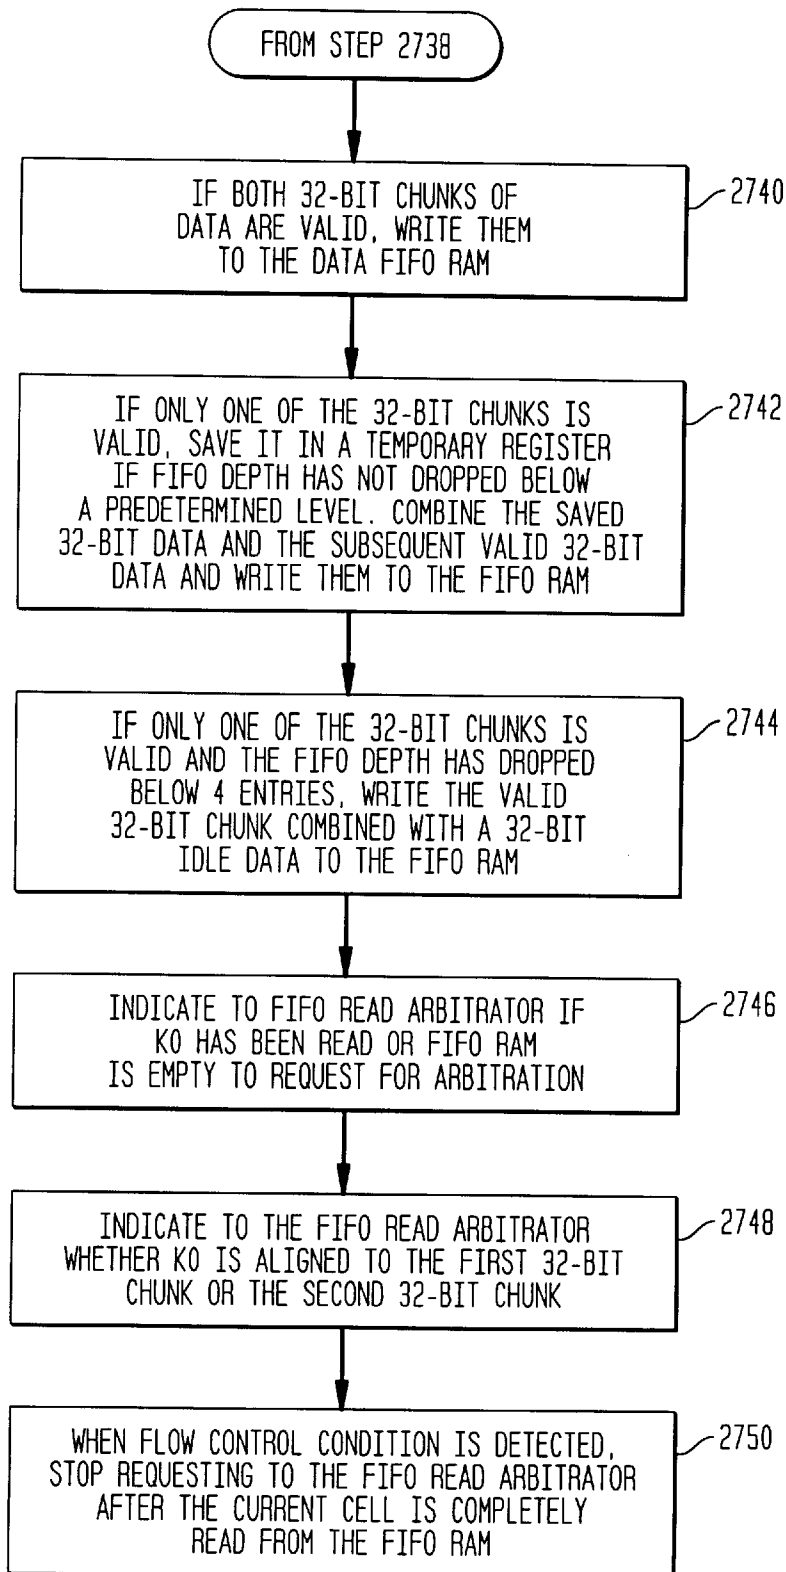 FROM STEP 2738
IF BOTH 32-BIT CHUNKS OF
DATA ARE VALID, WRITE THEM
TO THE DATA FIFO RAM
2740
IF ONLY ONE OF THE 32-BIT CHUNKS IS
VALID, SAVE IT IN A TEMPORARY REGISTER
IF FIFO DEPTH HAS NOT DROPPED BELOW
A PREDETERMINED LEVEL. COMBINE THE SAVED
32-BIT DATA AND THE SUBSEQUENT VALID 32-BIT
DATA AND WRITE THEM TO THE FIFO RAM
2742
IF ONLY ONE OF THE 32-BIT CHUNKS IS
VALID AND THE FIFO DEPTH HAS DROPPED
BELOW 4 ENTRIES, WRITE THE VALID
32-BIT CHUNK COMBINED WITH A 32-BIT
IDLE DATA TO THE FIFO RAM
2744
INDICATE TO FIFO READ ARBITRATOR IF
K0 HAS BEEN READ OR FIFO RAM
IS EMPTY TO REQUEST FOR ARBITRATION
2746
INDICATE TO THE FIFO READ ARBITRATOR
WHETHER K0 IS ALIGNED TO THE FIRST 32-BIT
CHUNK OR THE SECOND 32-BIT CHUNK
2748
WHEN FLOW CONTROL CONDITION IS DETECTED,
STOP REQUESTING TO THE FIFO READ ARBITRATOR
AFTER THE CURRENT CELL IS COMPLETELY
READ FROM THE FIFO RAM
2750